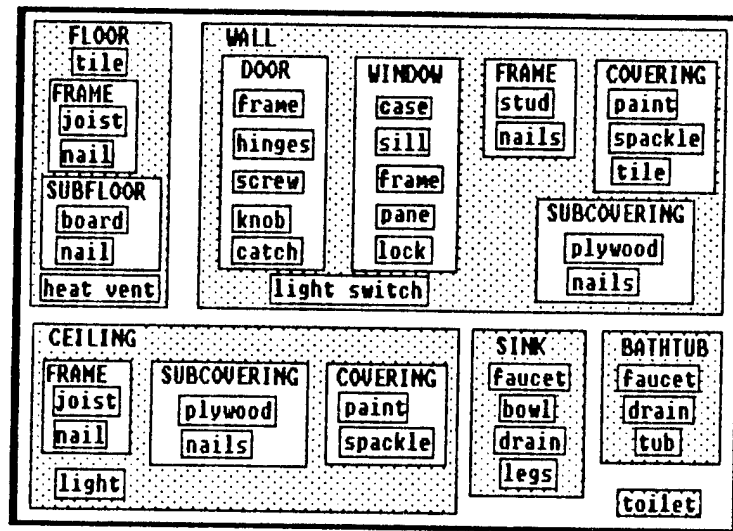 FLOOR
tile
FRAME
joist
nail
SUBFLOOR
board
nail
heat vent
WALL
DOOR
frame
hinges
screw
knob
catch
WINDOW
case
sill
frame
pane
lock
light switch
FRAME
stud
nails
COVERING
paint
spackle
tile
SUBCOVERING
plywood
nails
CEILING
FRAME
joist
nail
light
SUBCOVERING
plywood
nails
COVERING
paint
spackle
SINK
faucet
bowl
drain
legs
BATHTUB
faucet
drain
tub
toilet